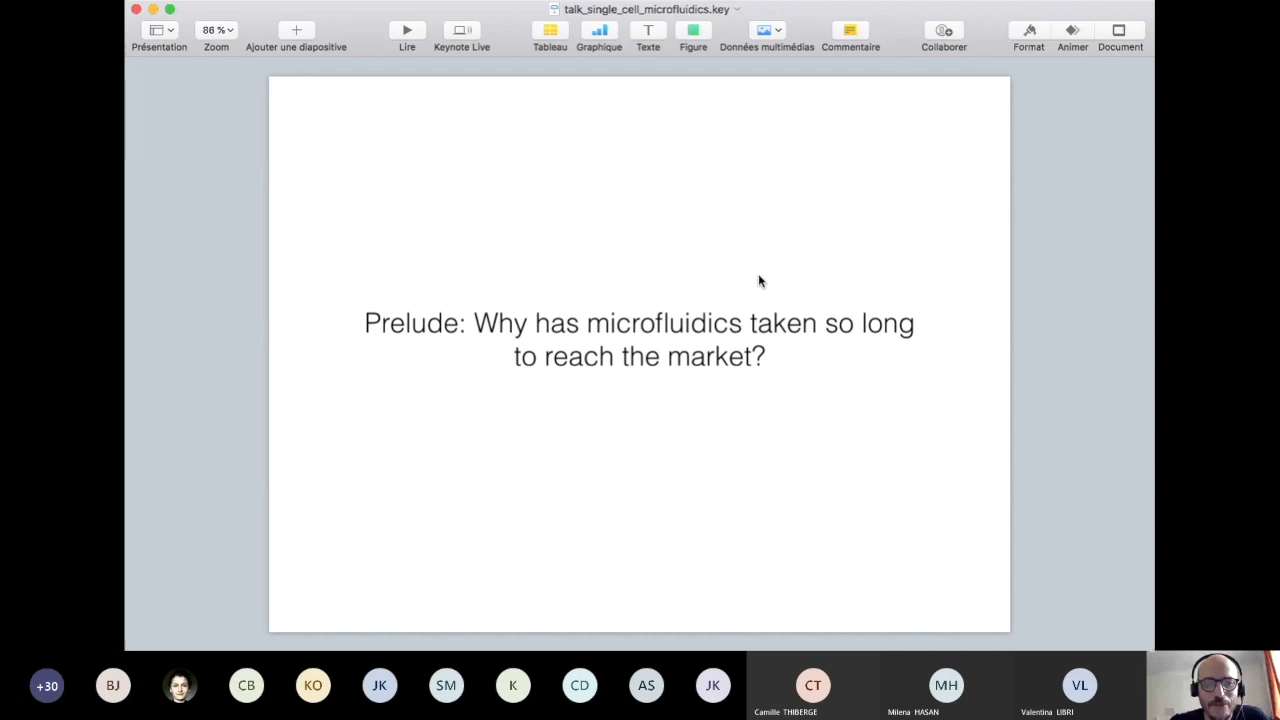 talk_single_cell_microfluidics.key
86 %
Présentation Zoom Ajouter une diapositive Lire Keynote Live Tableau Graphique Texte Figure Données multimédias Commentaire Collaborer Format Animer Document
Prelude: Why has microfluidics taken so long
to reach the market?
+30 BJ CB KO JK SM K CD AS JK CT MH VL
Camille THIBERGE Milena HASAN Valentina LIBRI